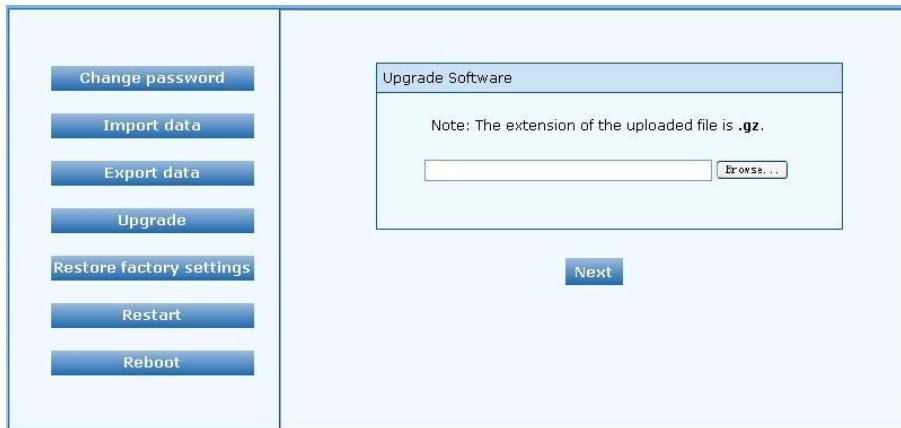 Change password
Import data
Export data
Upgrade
Restore factory settings
Restart
Reboot
Upgrade Software
Note: The extension of the uploaded file is .gz.
Browse...
Next